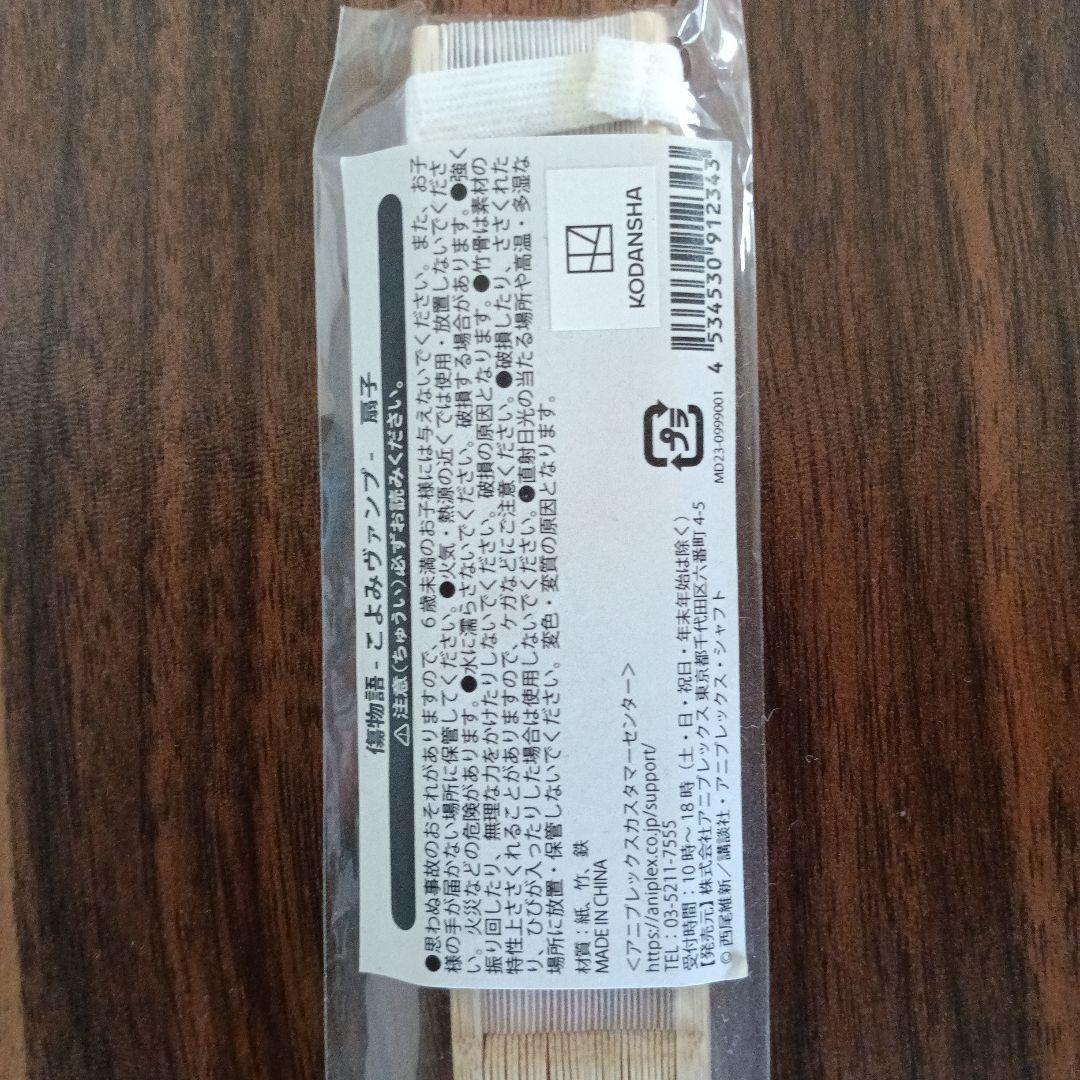 傷物語-こよみヴァンプ- 扇子
⚠注意(ちゅうい)必ずお読みください。
●思わぬ事故のおそれがありますので、6歳未満のお子様には与えないでください。また、お子
様の手が届かない場所に保管してください。●火気・熱源の近くでは使用・放置しないでくださ
い。火災などの危険があります。●水に濡らさないでください。破損する場合があります。●強く
振り回したり、無理な力をかけたりしないでください。破損の原因となります。●竹骨は素材の
特性上ささくれることがありますので、ケガなどにご注意ください。●破損したり、ささくれた
り、ひびが入ったりした場合は使用しないでください。●直射日光の当たる場所や高温・多湿な
場所に放置・保管しないでください。変色・変質の原因となります。
材質:紙、竹、鉄
MADE IN CHINA
<アニプレックスカスタマーセンター>
https://aniplex.co.jp/support/
TEL:03-5211-7555
受付時間:10時～18時(土・日・祝日・年末年始は除く)
【発売元】株式会社アニプレックス 東京都千代田区六番町4-5
©西尾維新/講談社・アニプレックス・シャフト
プラ
MD23-0999001
KODANSHA
4 534530 912343